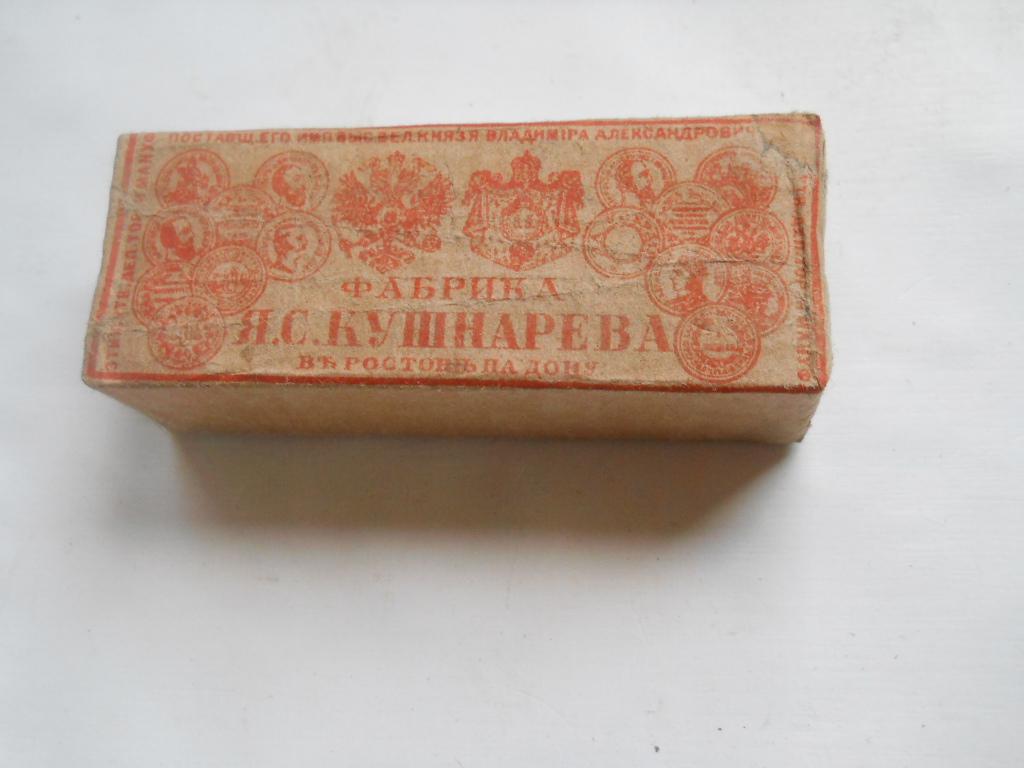 ПОСТАВЩ. ЕГО ИМП. ВЫС. ВЕЛ. КНЯЗЯ ВЛАДИМІРА АЛЕКСАНДРОВИЧ
ФАБРИКА
Я.С.КУШНАРЕВА
ВЪ РОСТОВѢ НА ДОНУ